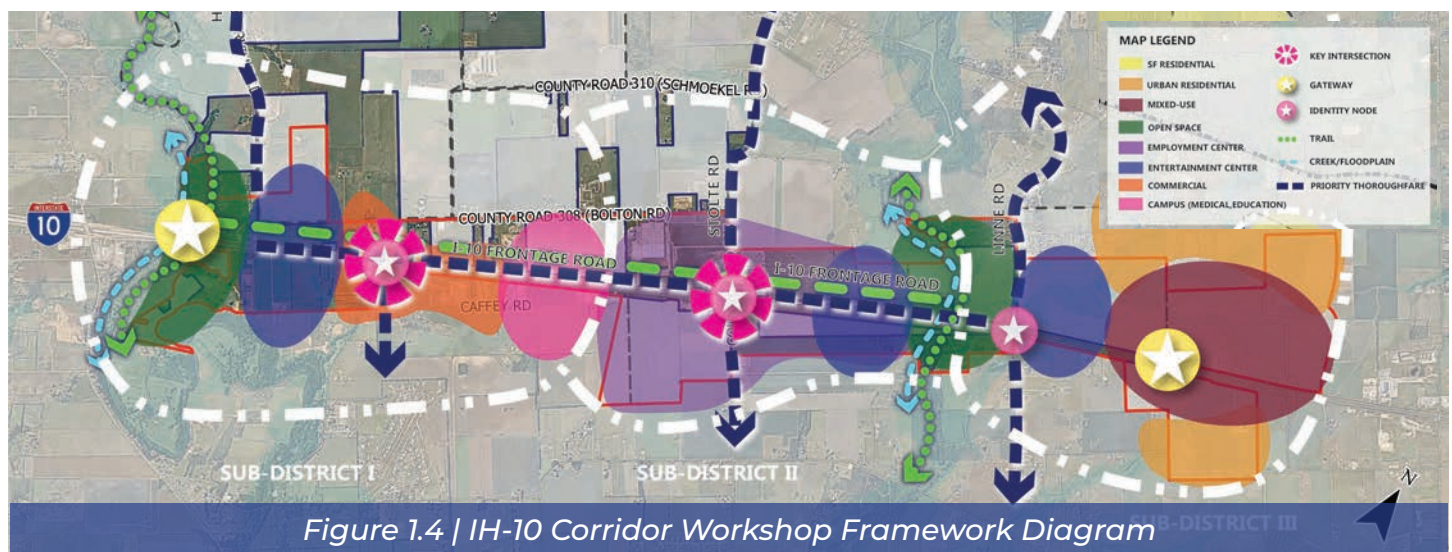 MAP LEGEND
SF RESIDENTIAL
URBAN RESIDENTIAL
MIXED-USE
OPEN SPACE
EMPLOYMENT CENTER
ENTERTAINMENT CENTER
COMMERCIAL
CAMPUS (MEDICAL,EDUCATION)
KEY INTERSECTION
GATEWAY
IDENTITY NODE
TRAIL
CREEK/FLOODPLAIN
PRIORITY THOROUGHFARE
COUNTY ROAD 310 (SCHMOEKEL RD)
COUNTY ROAD 308 (BOLTON RD)
STOLTE RD
LINNE RD
INTERSTATE
10
I-10 FRONTAGE ROAD
I-10 FRONTAGE ROAD
CAFFEY RD
SUB-DISTRICT I
SUB-DISTRICT II
SUB-DISTRICT III
N
Figure 1.4 | IH-10 Corridor Workshop Framework Diagram